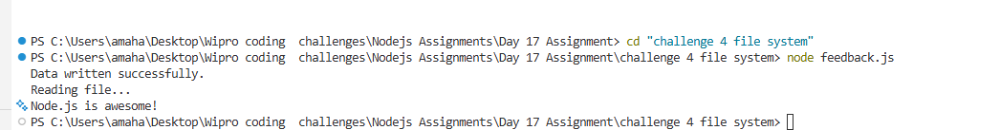 PS C:\Users\amaha\Desktop\Wipro coding  challenges\Nodejs Assignments\Day 17 Assignment> cd "challenge 4 file system"
PS C:\Users\amaha\Desktop\Wipro coding  challenges\Nodejs Assignments\Day 17 Assignment\challenge 4 file system> node feedback.js
Data written successfully.
Reading file...
Node.js is awesome!
PS C:\Users\amaha\Desktop\Wipro coding  challenges\Nodejs Assignments\Day 17 Assignment\challenge 4 file system>